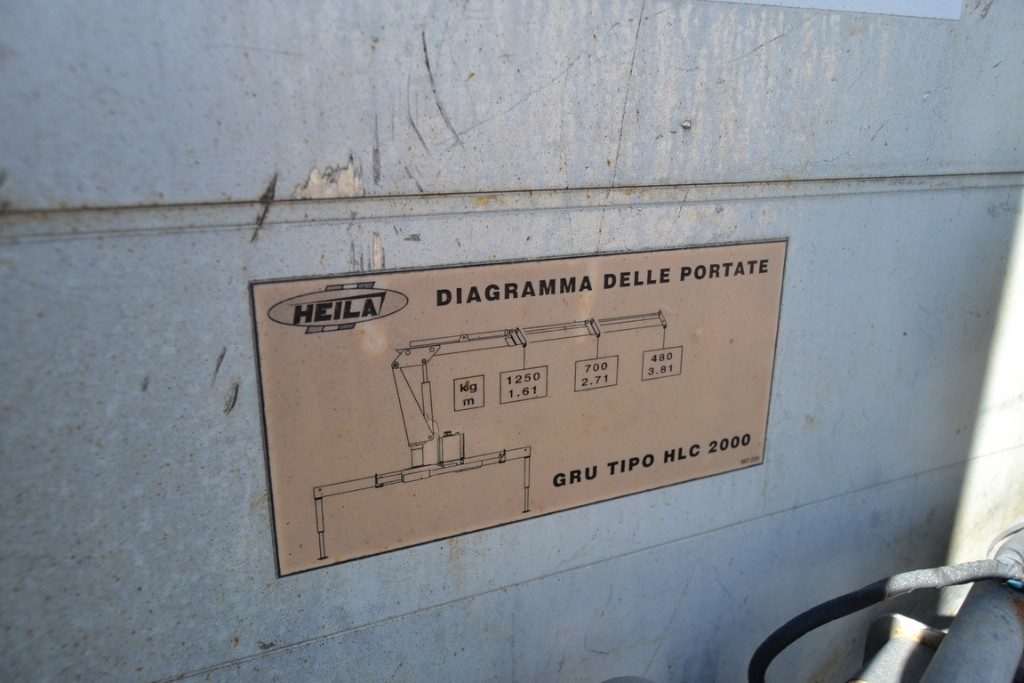 HEILA
DIAGRAMMA DELLE PORTATE
kg
m
1250
1.61
700
2.71
480
3.81
GRU TIPO HLC 2000